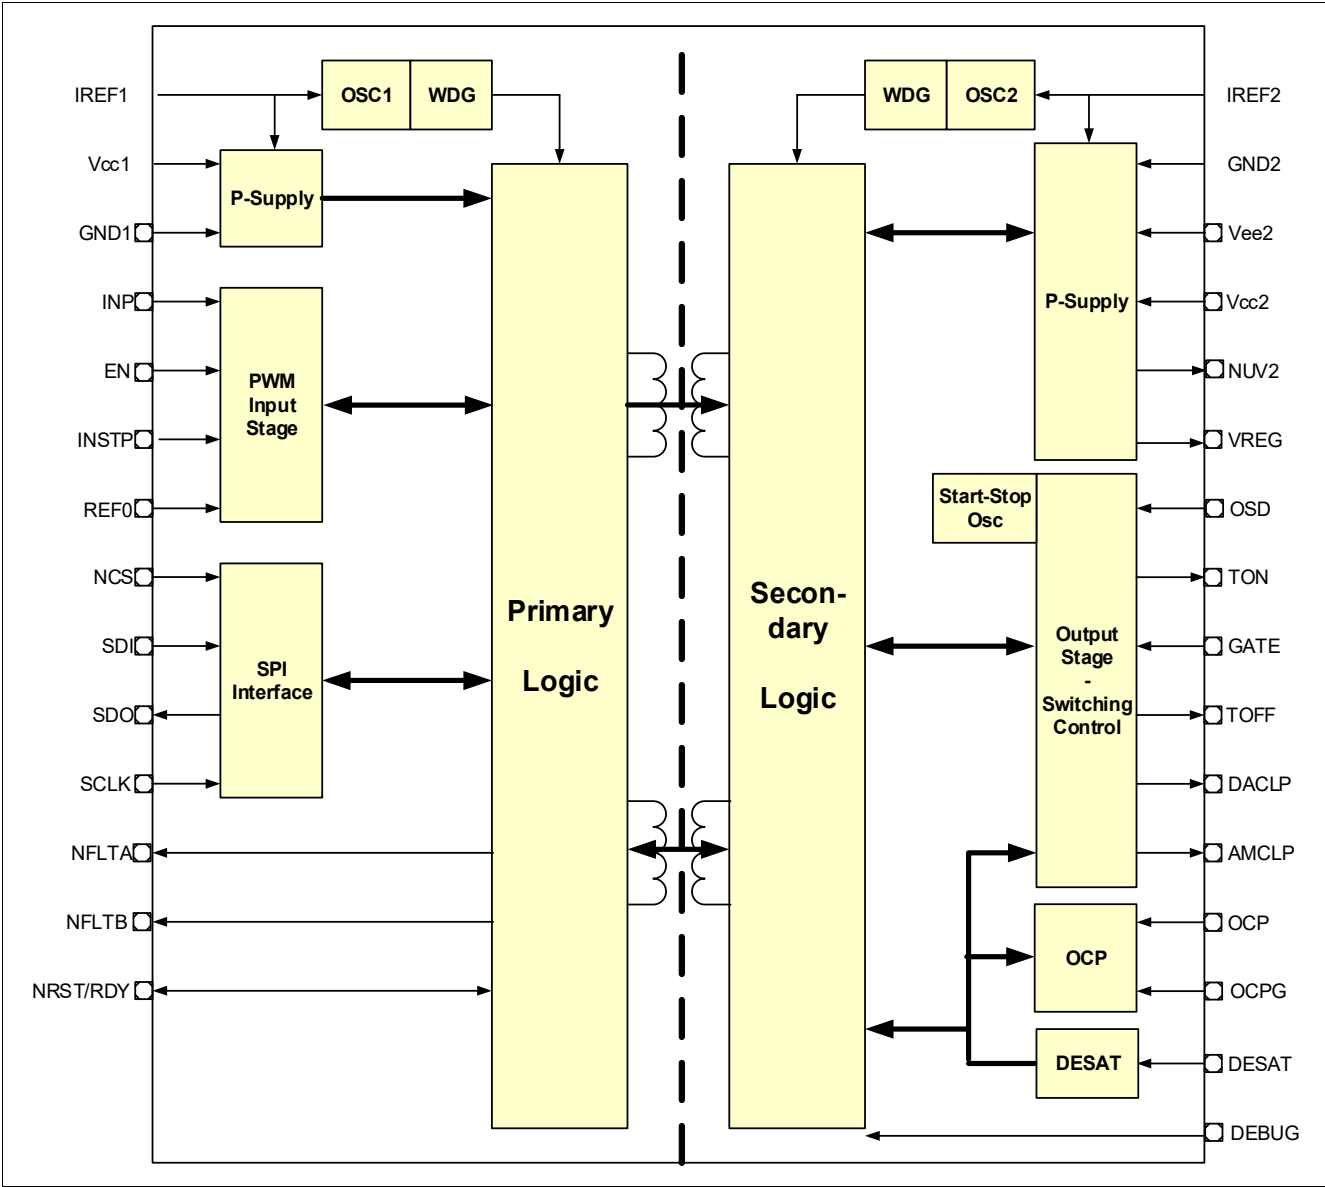 IREF1
OSC1
WDG
WDG
OSC2
IREF2
Vcc1
GND2
P-Supply
GND1
Vee2
INP
P-Supply
Vcc2
EN
NUV2
PWM
Input
Stage
INSTP
VREG
REF0
Start-Stop
Osc
OSD
NCS
TON
Primary
Logic
Secon-
dary
Logic
SDI
Output
Stage
-
Switching
Control
GATE
SPI
Interface
SDO
TOFF
SCLK
DACLP
NFLTA
AMCLP
NFLTB
OCP
OCP
NRST/RDY
OCPG
DESAT
DESAT
DEBUG